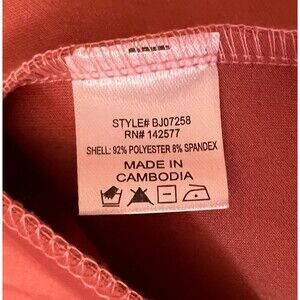 STYLE# BJ07258
RN# 142577
SHELL: 92% POLYESTER 8% SPANDEX
MADE IN
CAMBODIA